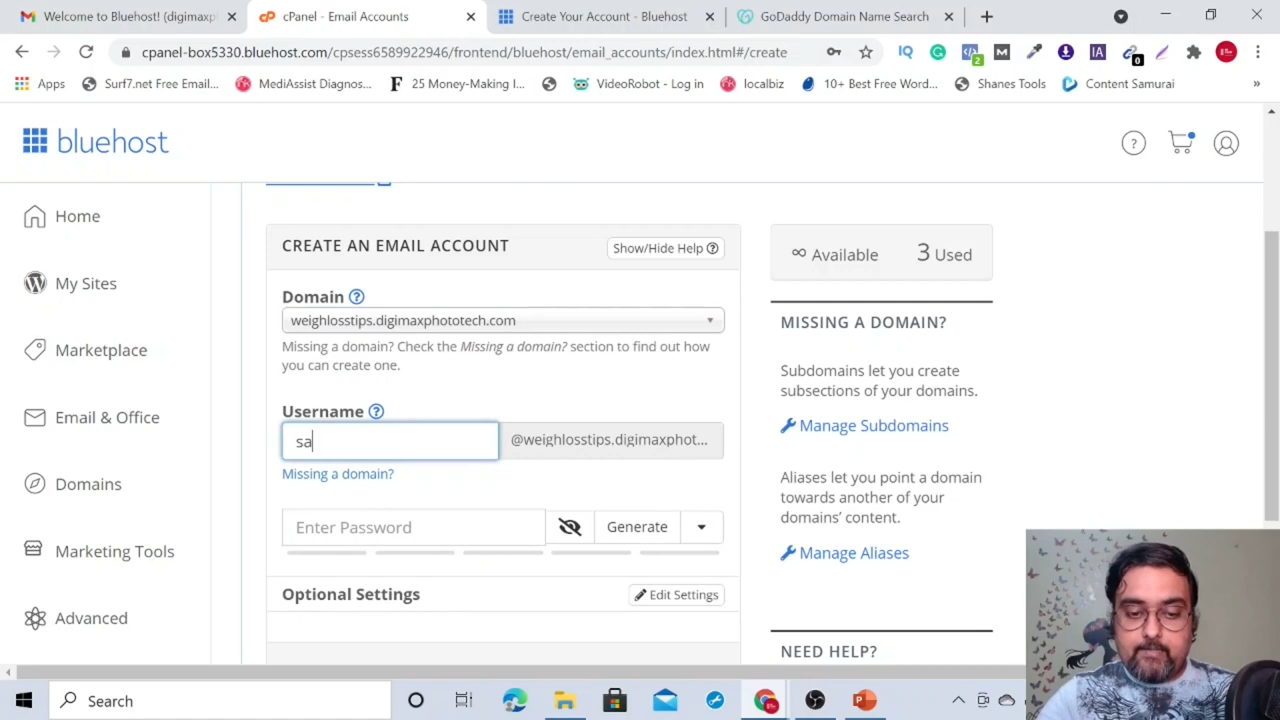 Welcome to Bluehost! (digimaxp
cPanel - Email Accounts
Create Your Account - Bluehost
GoDaddy Domain Name Search
cpanel-box5330.bluehost.com/cpsess6589922946/frontend/bluehost/email_accounts/index.html#/create
Apps
Surf7.net Free Email...
MediAssist Diagnos...
25 Money-Making I...
VideoRobot - Log in
localbiz
10+ Best Free Word...
Shanes Tools
Content Samurai
»
bluehost
Home
My Sites
Marketplace
Email & Office
Domains
Marketing Tools
Advanced
CREATE AN EMAIL ACCOUNT
Show/Hide Help
Domain
weighlosstips.digimaxphototech.com
Missing a domain? Check the Missing a domain? section to find out how
you can create one.
Username
sa
@weighlosstips.digimaxphot...
Missing a domain?
Enter Password
Generate
Optional Settings
Edit Settings
∞ Available
3 Used
MISSING A DOMAIN?
Subdomains let you create
subsections of your domains.
Manage Subdomains
Aliases let you point a domain
towards another of your
domains’ content.
Manage Aliases
NEED HELP?
Search